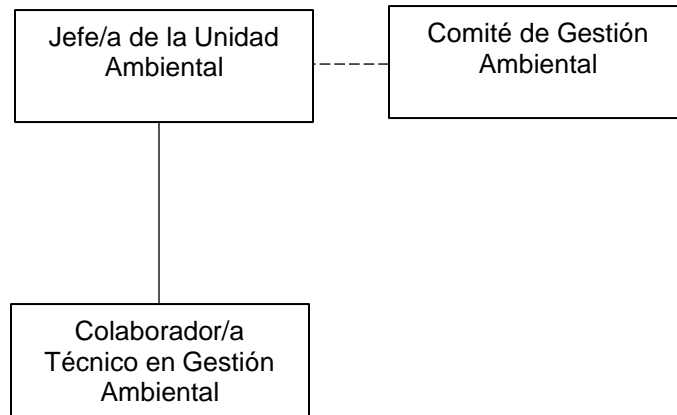 Jefe/a de la Unidad
Ambiental
Comité de Gestión
Ambiental
Colaborador/a
Técnico en Gestión
Ambiental